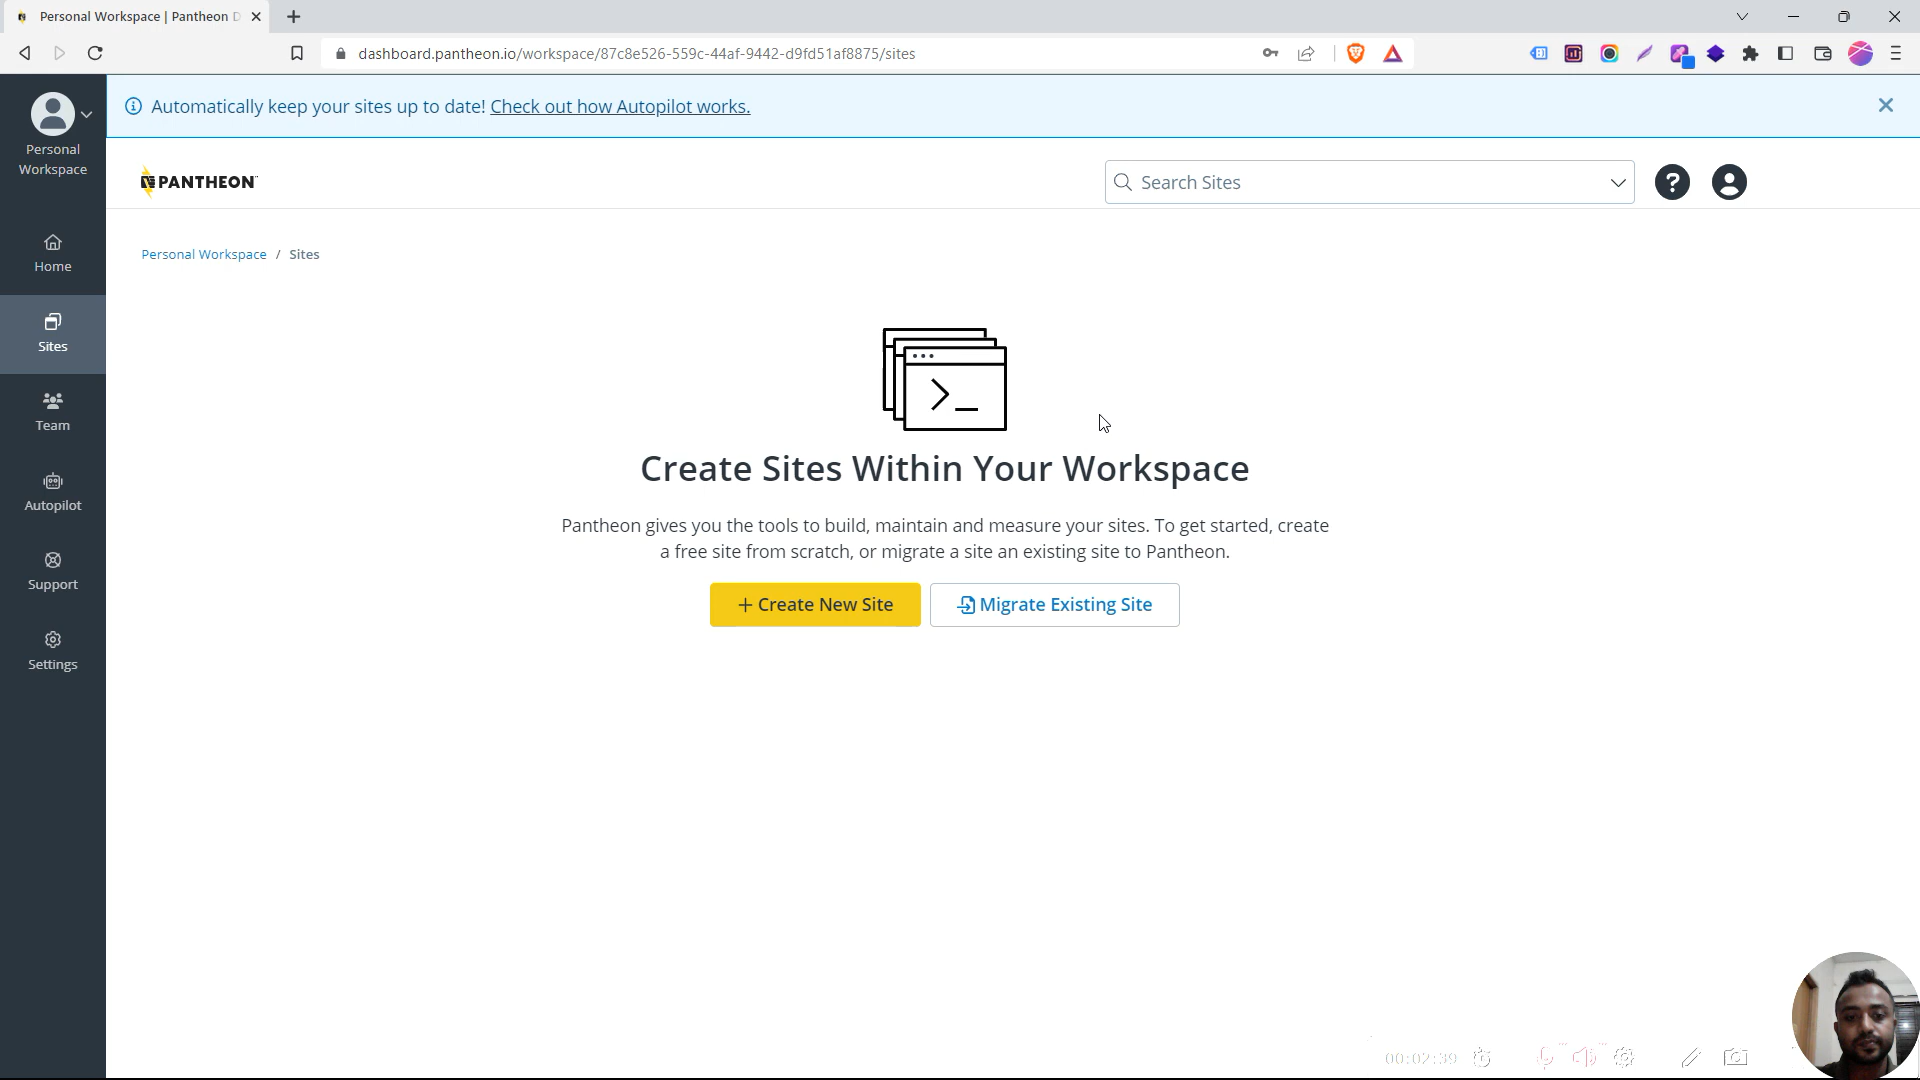 Personal Workspace | Pantheon D
dashboard.pantheon.io/workspace/87c8e526-559c-44af-9442-d9fd51af8875/sites
Automatically keep your sites up to date! Check out how Autopilot works.
Personal
Workspace
PANTHEON
Search Sites
?
Home
Personal Workspace / Sites
Sites
Team
Autopilot
Support
Settings
>_
Create Sites Within Your Workspace
Pantheon gives you the tools to build, maintain and measure your sites. To get started, create
a free site from scratch, or migrate a site an existing site to Pantheon.
+ Create New Site
Migrate Existing Site
00:02:39